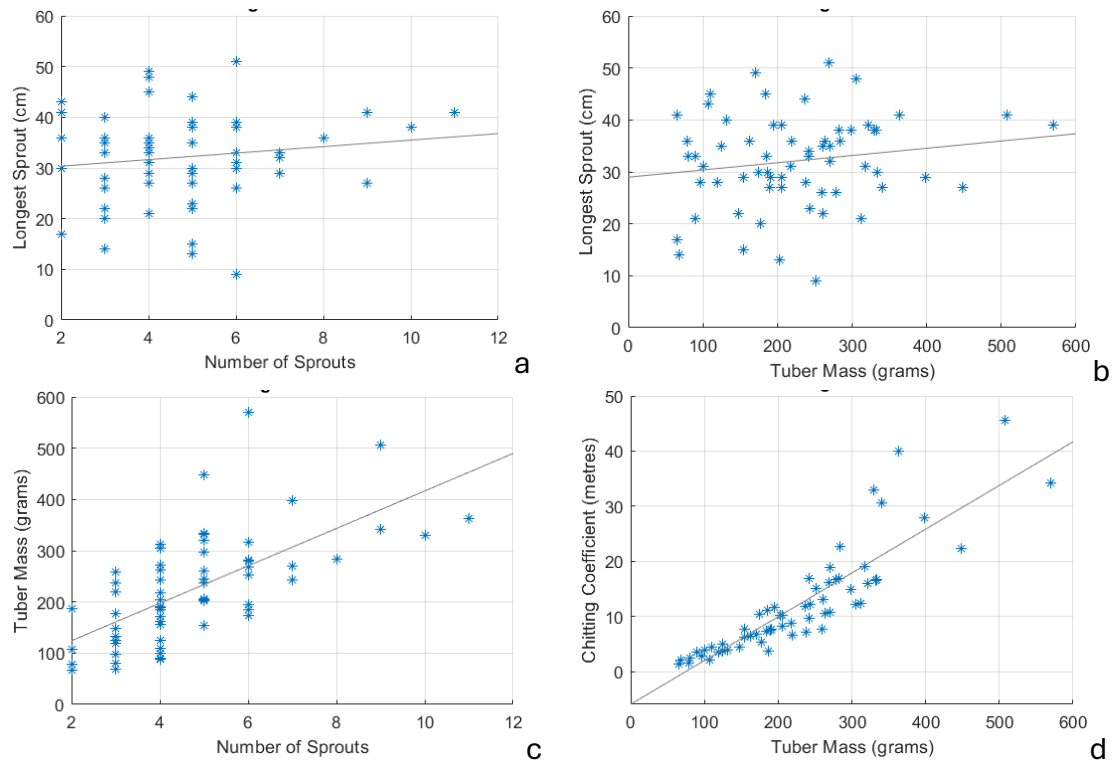 60
50
40
30
20
10
0
Longest Sprout (cm)
2 4 6 8 10 12
Number of Sprouts
a
60
50
40
30
20
10
0
Longest Sprout (cm)
0 100 200 300 400 500 600
Tuber Mass (grams)
b
600
500
400
300
200
100
0
Tuber Mass (grams)
2 4 6 8 10 12
Number of Sprouts
c
50
40
30
20
10
0
Chitting Coefficient (metres)
0 100 200 300 400 500 600
Tuber Mass (grams)
d